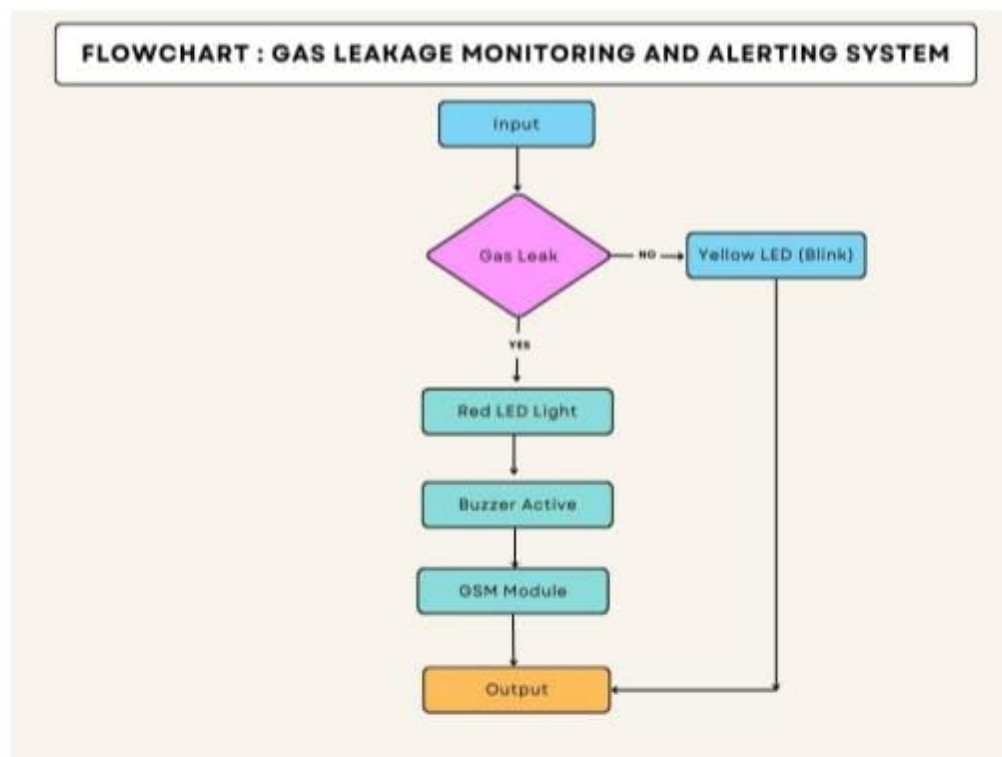 FLOWCHART : GAS LEAKAGE MONITORING AND ALERTING SYSTEM
Input
Gas Leak
NO
Yellow LED (Blink)
YES
Red LED Light
Buzzer Active
GSM Module
Output